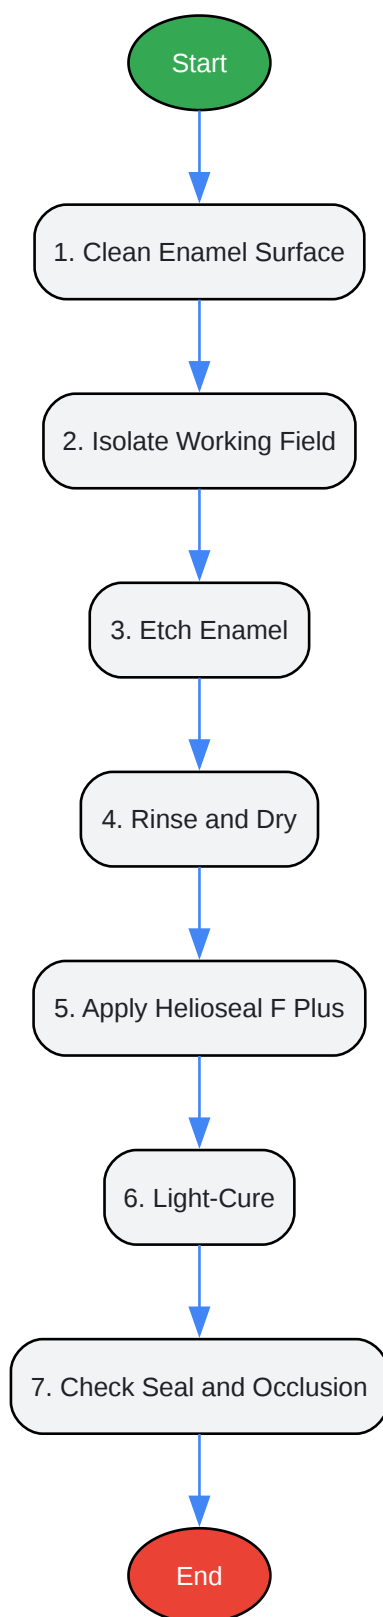 Start
1. Clean Enamel Surface
2. Isolate Working Field
3. Etch Enamel
4. Rinse and Dry
5. Apply Helioseal F Plus
6. Light-Cure
7. Check Seal and Occlusion
End